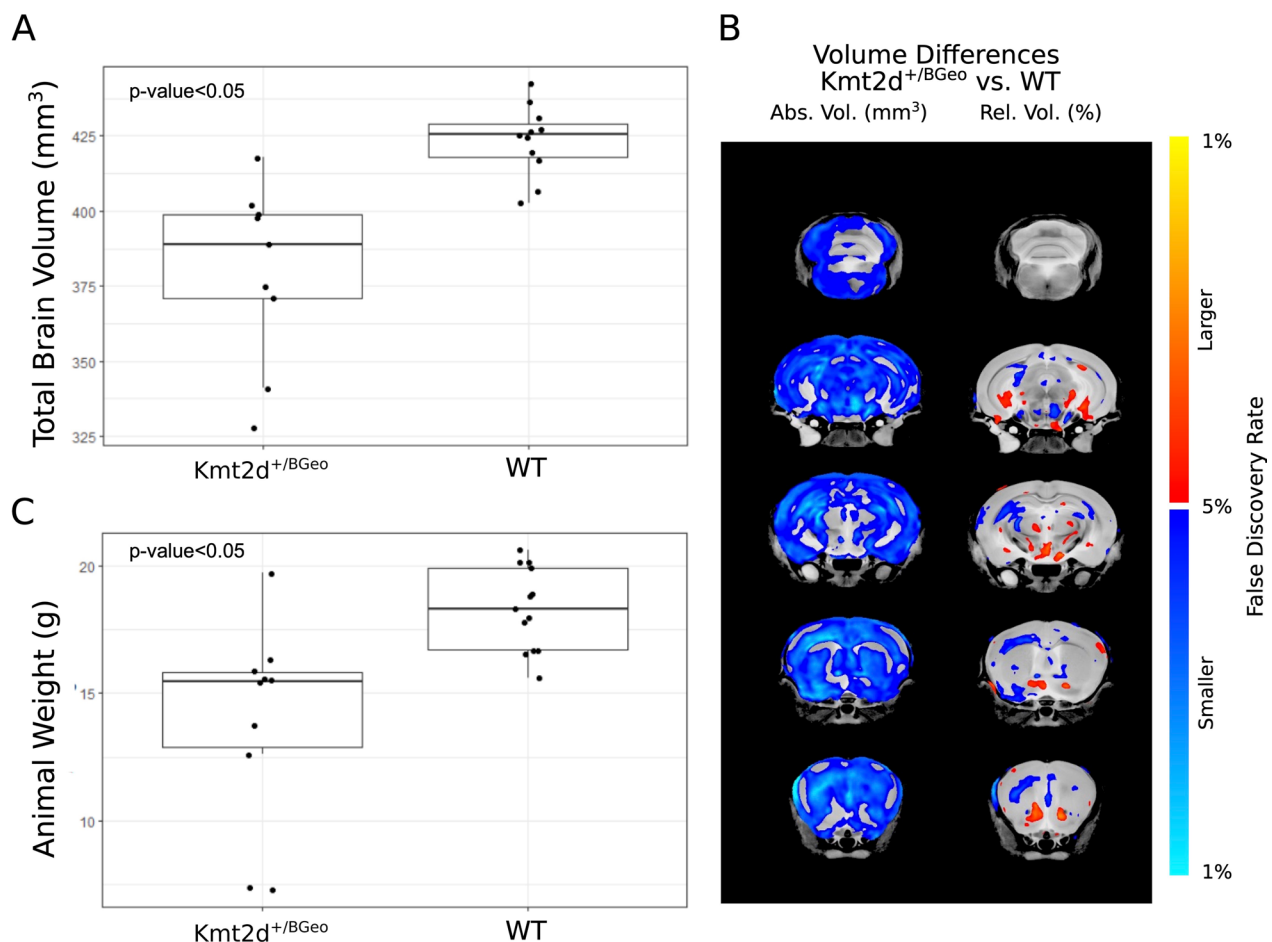 A
Total Brain Volume (mm³)
p-value<0.05
425
400
375
350
325
Kmt2d⁺/ᴮᴳᵉᵒ
WT
C
Animal Weight (g)
p-value<0.05
20
15
10
Kmt2d⁺/ᴮᴳᵉᵒ
WT
B
Volume Differences
Kmt2d⁺/ᴮᴳᵉᵒ vs. WT
Abs. Vol. (mm³)
Rel. Vol. (%)
1%
Larger
5%
Smaller
1%
False Discovery Rate